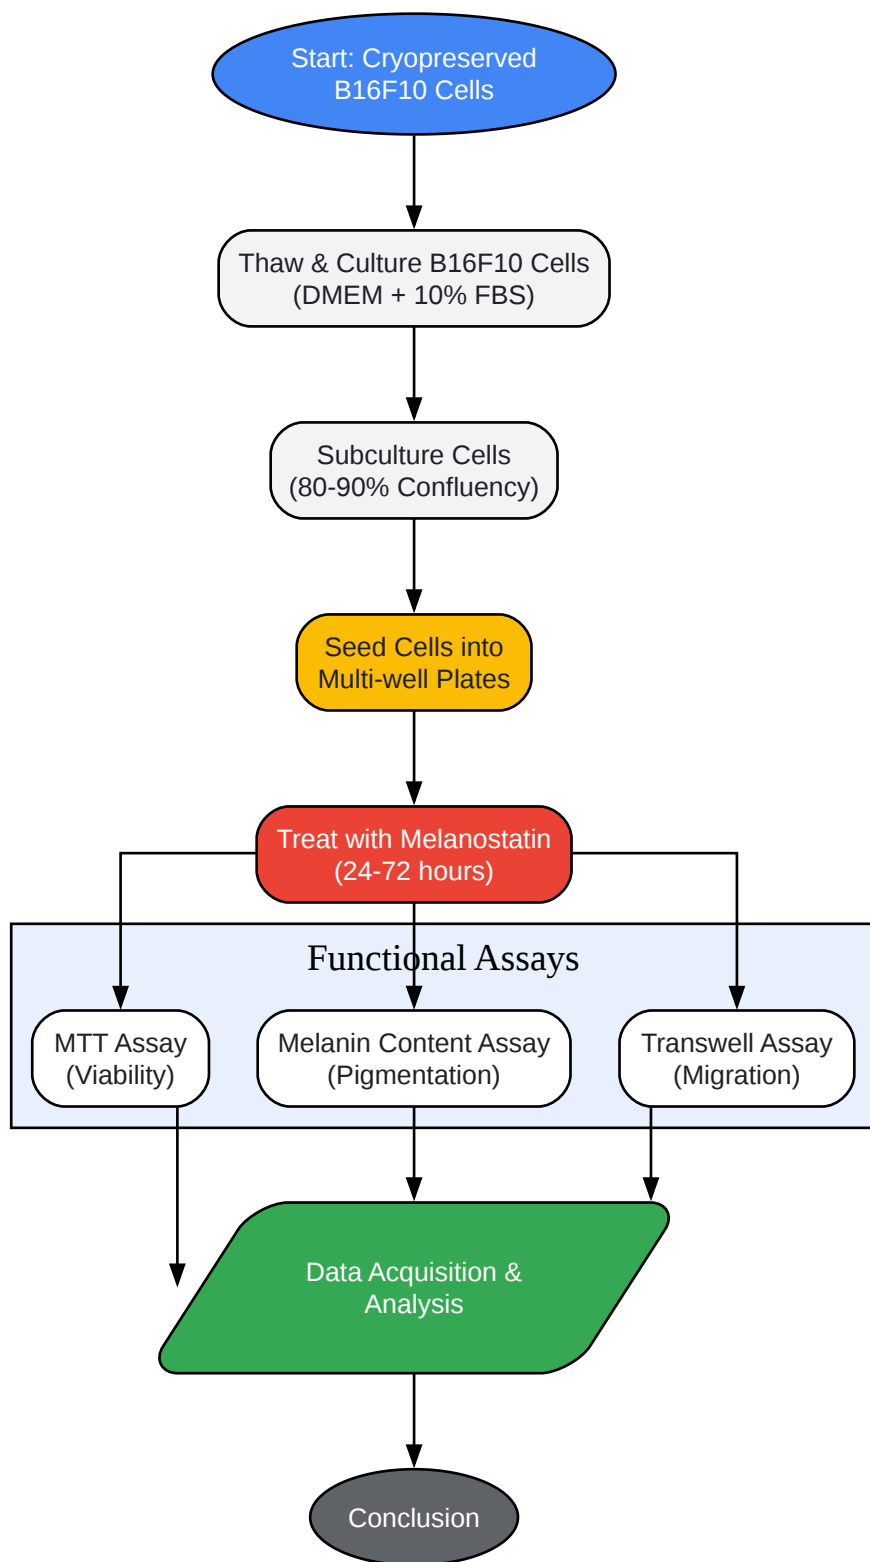 Start: Cryopreserved
B16F10 Cells
Thaw & Culture B16F10 Cells
(DMEM + 10% FBS)
Subculture Cells
(80-90% Confluency)
Seed Cells into
Multi-well Plates
Treat with Melanostatin
(24-72 hours)
Functional Assays
MTT Assay
(Viability)
Melanin Content Assay
(Pigmentation)
Transwell Assay
(Migration)
Data Acquisition &
Analysis
Conclusion